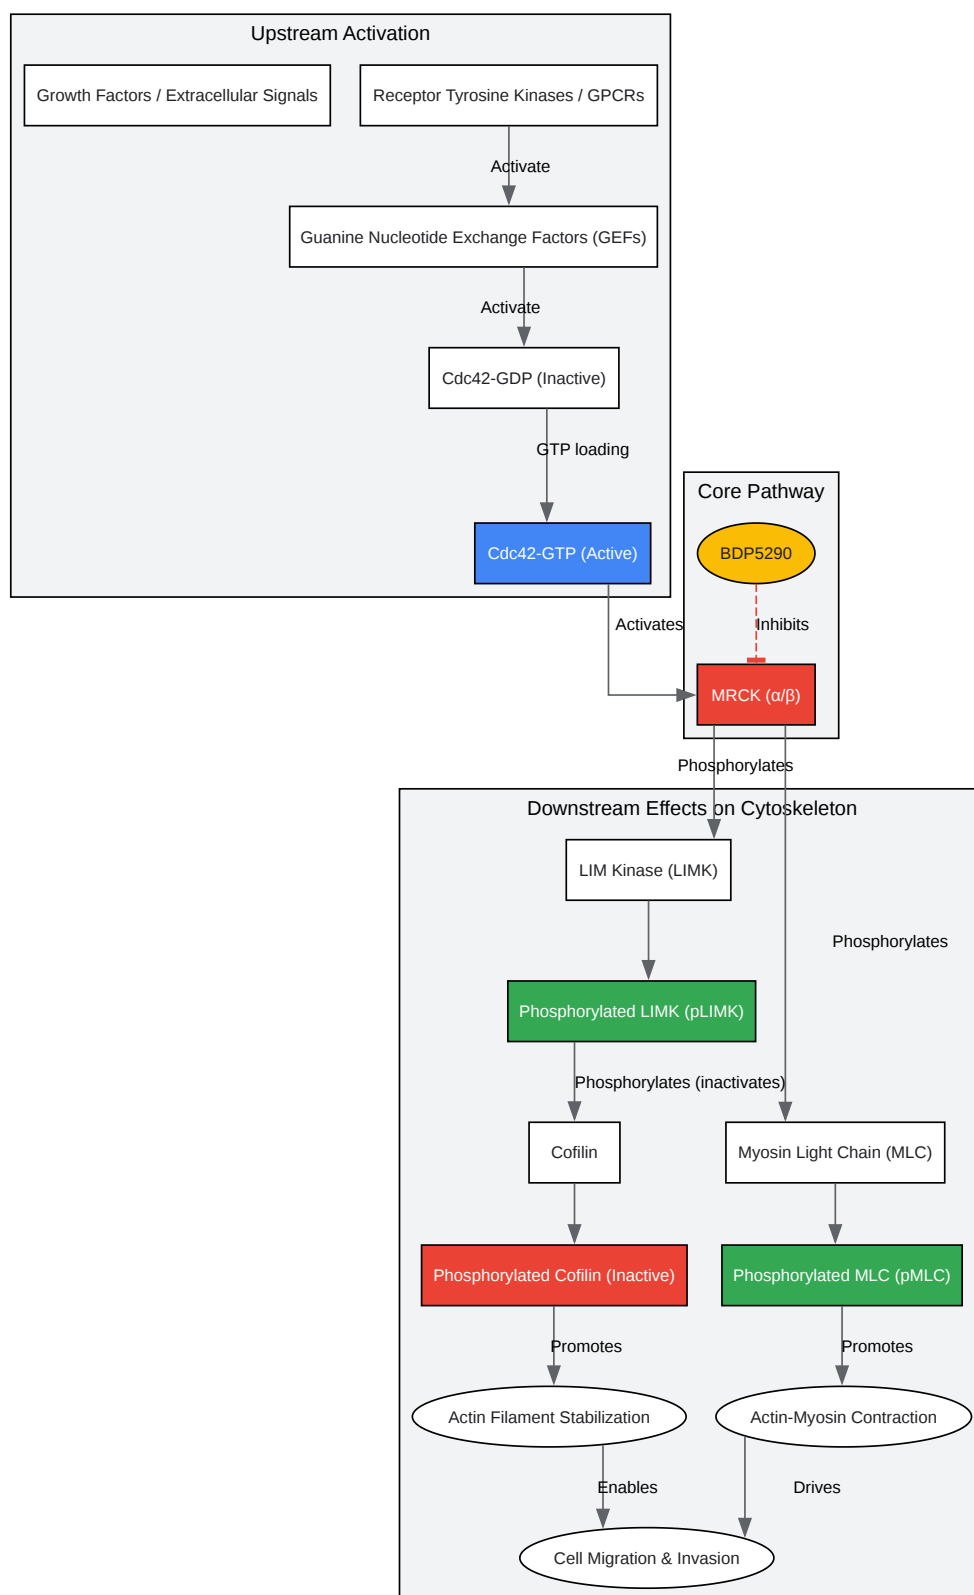 Upstream Activation
Growth Factors / Extracellular Signals
Receptor Tyrosine Kinases / GPCRs
Activate
Guanine Nucleotide Exchange Factors (GEFs)
Activate
Cdc42-GDP (Inactive)
GTP loading
Core Pathway
Cdc42-GTP (Active)
BDP5290
Activates
Inhibits
MRCK (α/β)
Phosphorylates
Downstream Effects on Cytoskeleton
LIM Kinase (LIMK)
Phosphorylates
Phosphorylated LIMK (pLIMK)
Phosphorylates (inactivates)
Cofilin
Myosin Light Chain (MLC)
Phosphorylated Cofilin (Inactive)
Phosphorylated MLC (pMLC)
Promotes
Promotes
Actin Filament Stabilization
Actin-Myosin Contraction
Enables
Drives
Cell Migration & Invasion